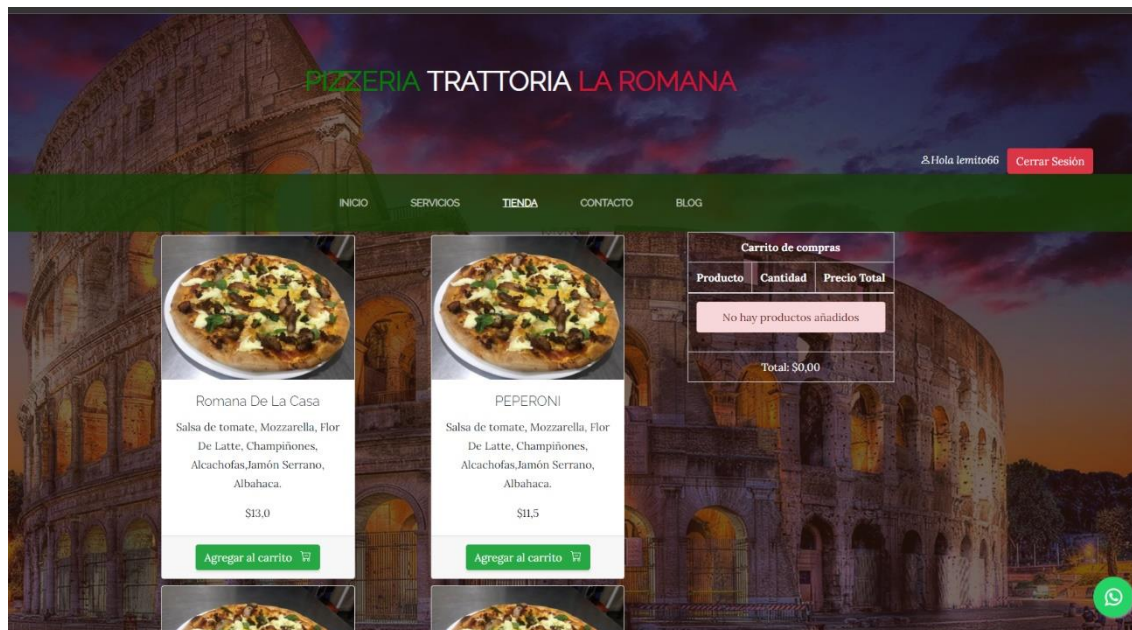 PIZZERIA TRATTORIA LA ROMANA
Hola lemito66 Cerrar Sesión
INICIO SERVICIOS TIENDA CONTACTO BLOG
Romana De La Casa
Salsa de tomate, Mozzarella, Flor
De Latte, Champiñones,
Alcachofas,Jamón Serrano,
Albahaca.
$13,0
Agregar al carrito
PEPERONI
Salsa de tomate, Mozzarella, Flor
De Latte, Champiñones,
Alcachofas,Jamón Serrano,
Albahaca.
$11,5
Agregar al carrito
Carrito de compras
Producto Cantidad Precio Total
No hay productos añadidos
Total: $0,00